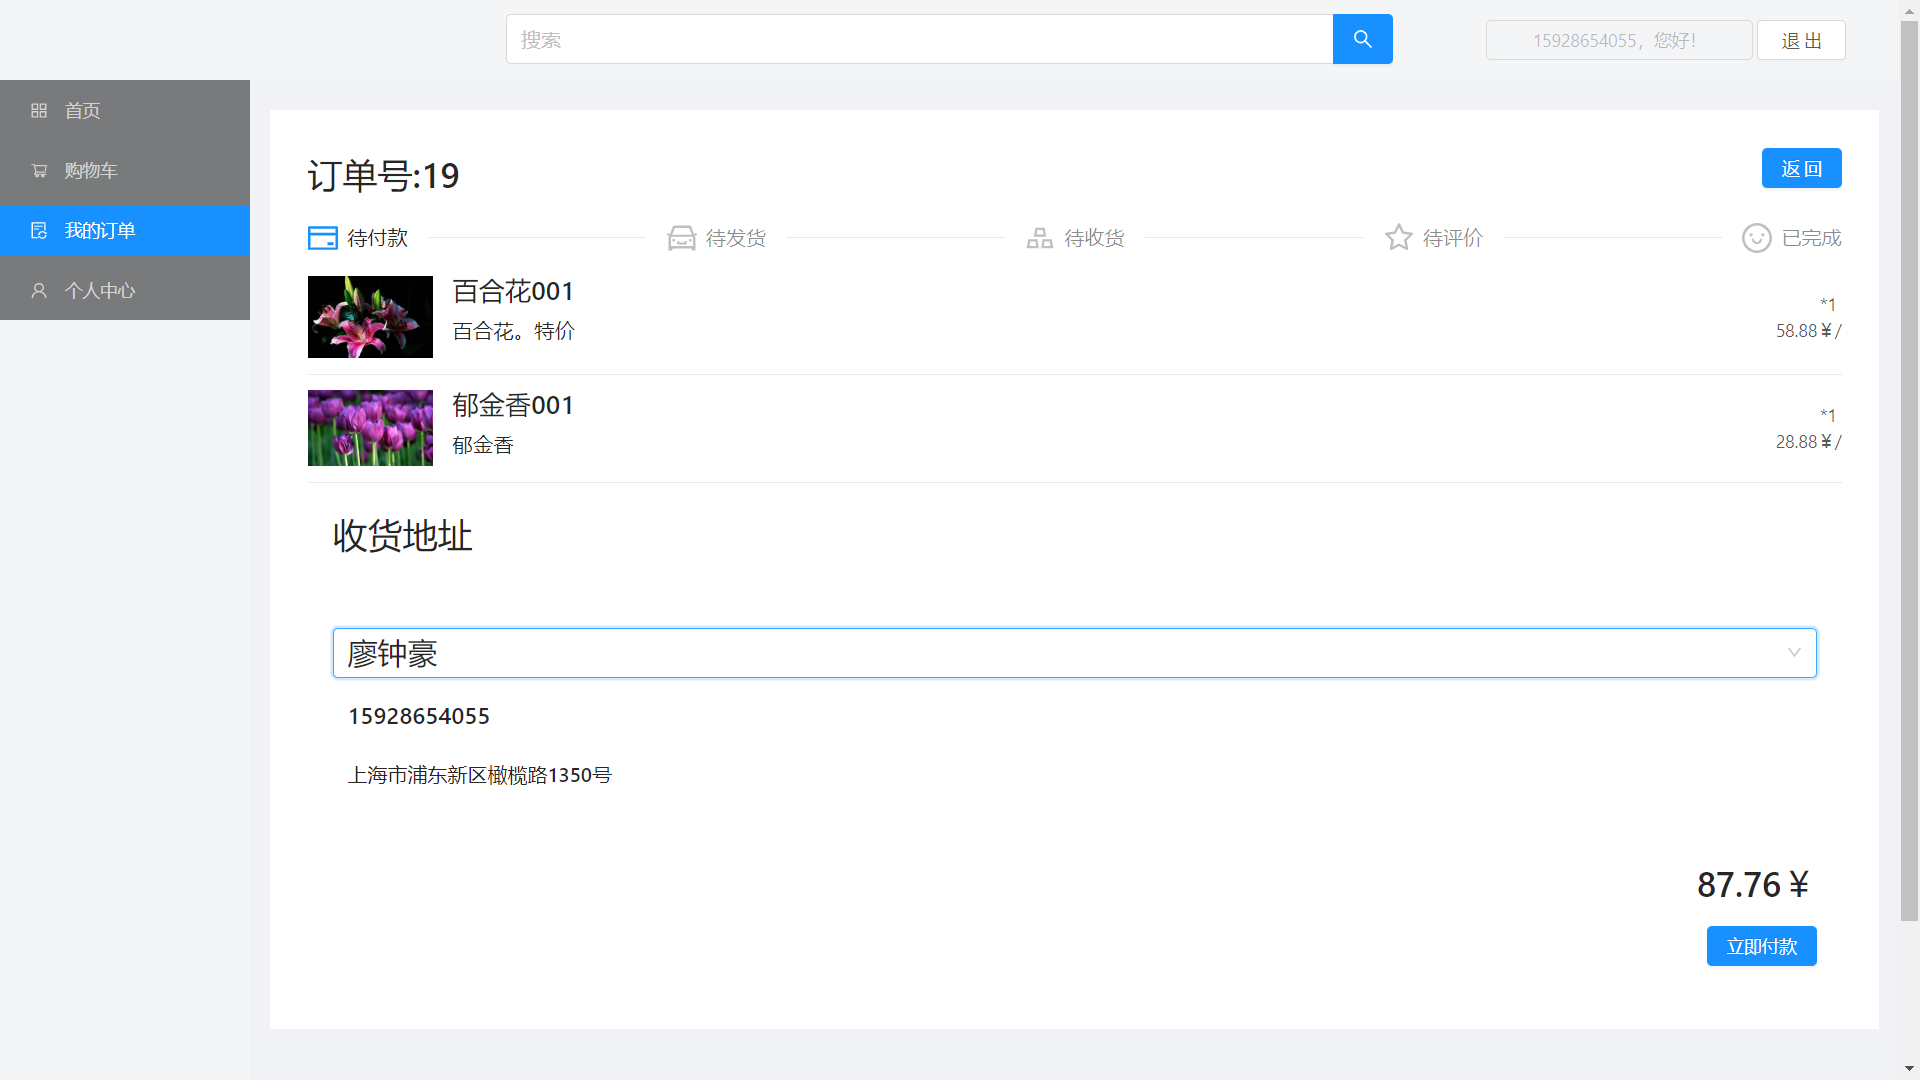 搜索
15928654055，您好！
退出
首页
购物车
我的订单
个人中心
订单号:19
返回
待付款
待发货
待收货
待评价
已完成
百合花001
百合花。特价
*1
58.88￥/
郁金香001
郁金香
*1
28.88￥/
收货地址
廖钟豪
15928654055
上海市浦东新区橄榄路1350号
87.76￥
立即付款